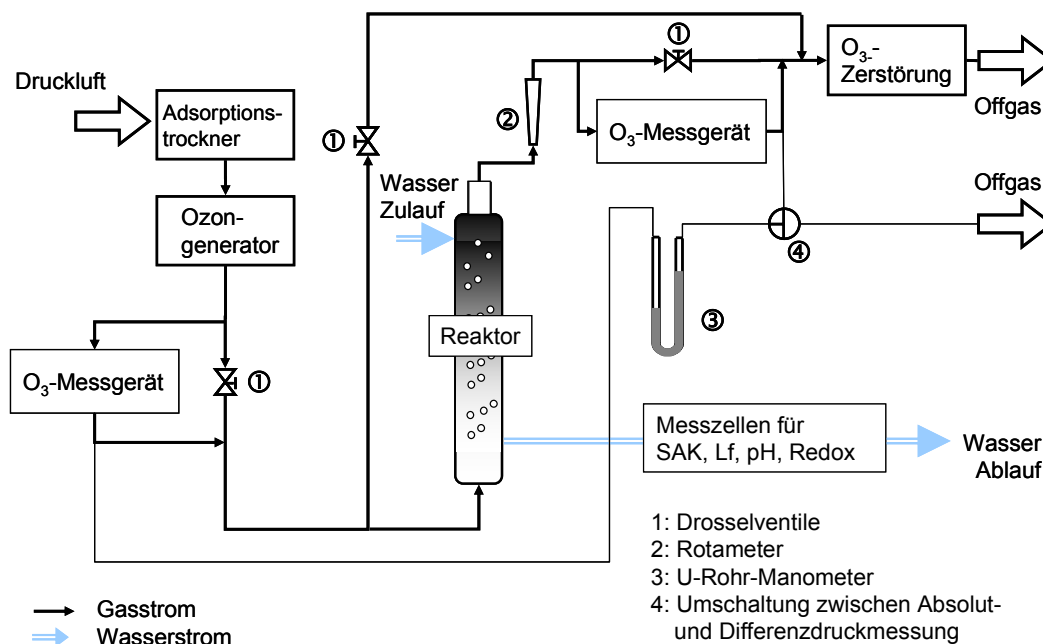 Druckluft
Adsorptions-
trockner
Ozon-
generator
O3-Messgerät
①
①
Wasser
Zulauf
②
①
O3-Messgerät
O3-
Zerstörung
Offgas
Offgas
④
③
Reaktor
Messzellen für
SAK, Lf, pH, Redox
Wasser
Ablauf
1: Drosselventile
2: Rotameter
3: U-Rohr-Manometer
4: Umschaltung zwischen Absolut-
und Differenzdruckmessung
Gasstrom
Wasserstrom